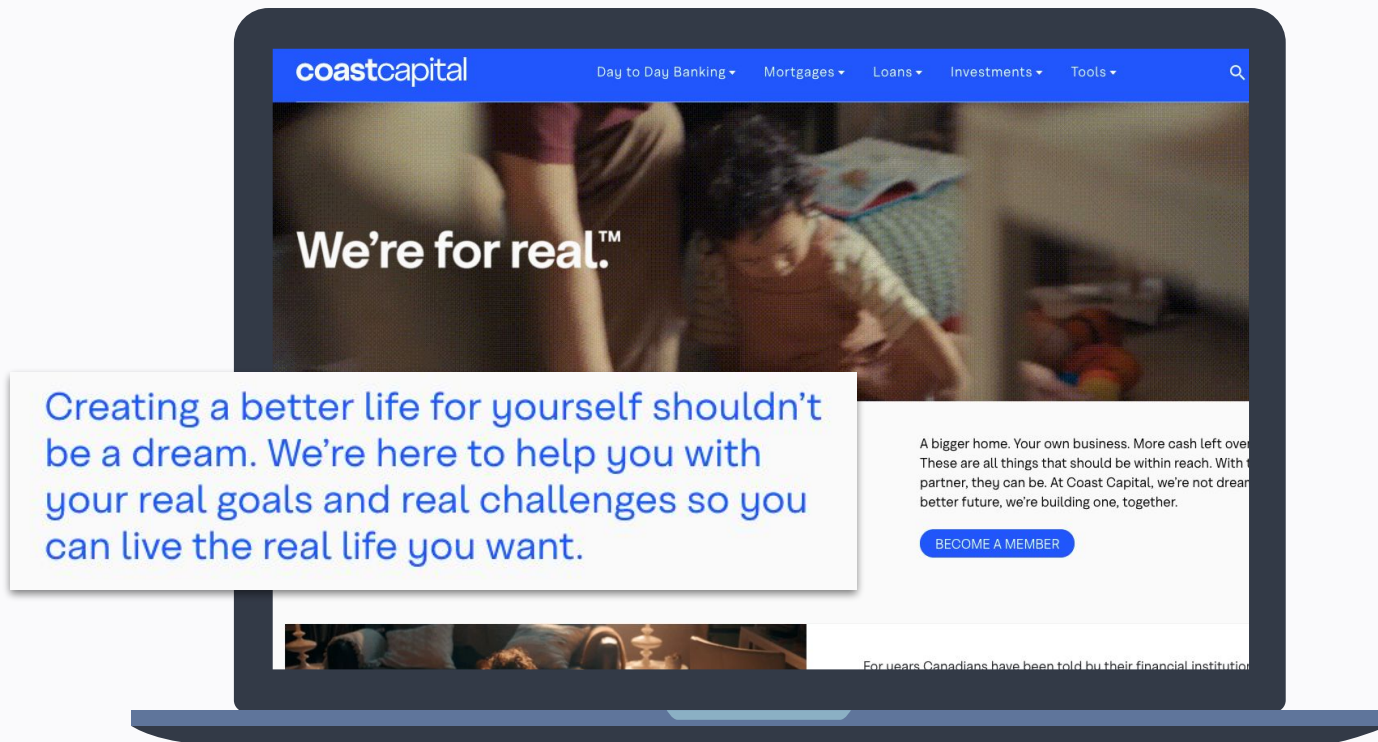 coastcapital
Day to Day Banking
Mortgages
Loans
Investments
Tools
We're for real.™
Creating a better life for yourself shouldn't
be a dream. We're here to help you with
your real goals and real challenges so you
can live the real life you want.
A bigger home. Your own business. More cash left over
These are all things that should be within reach. With
partner, they can be. At Coast Capital, we're not
better future, we're building one, together.
BECOME A MEMBER
For years Canadians have been told by their financial